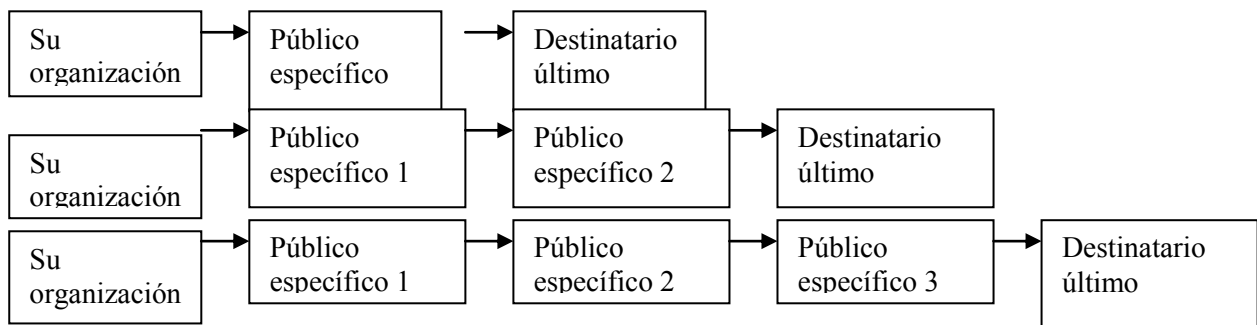 Su
organización
Público
específico
Destinatario
último
Su
organización
Público
específico 1
Público
específico 2
Destinatario
último
Su
organización
Público
específico 1
Público
específico 2
Público
específico 3
Destinatario
último